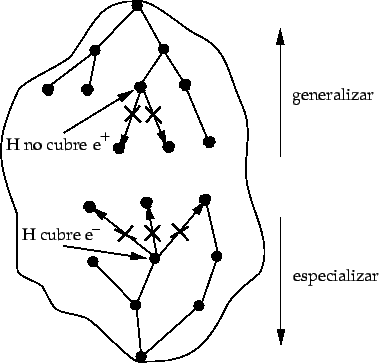 generalizar
H no cubre e+
H cubre e−
especializar